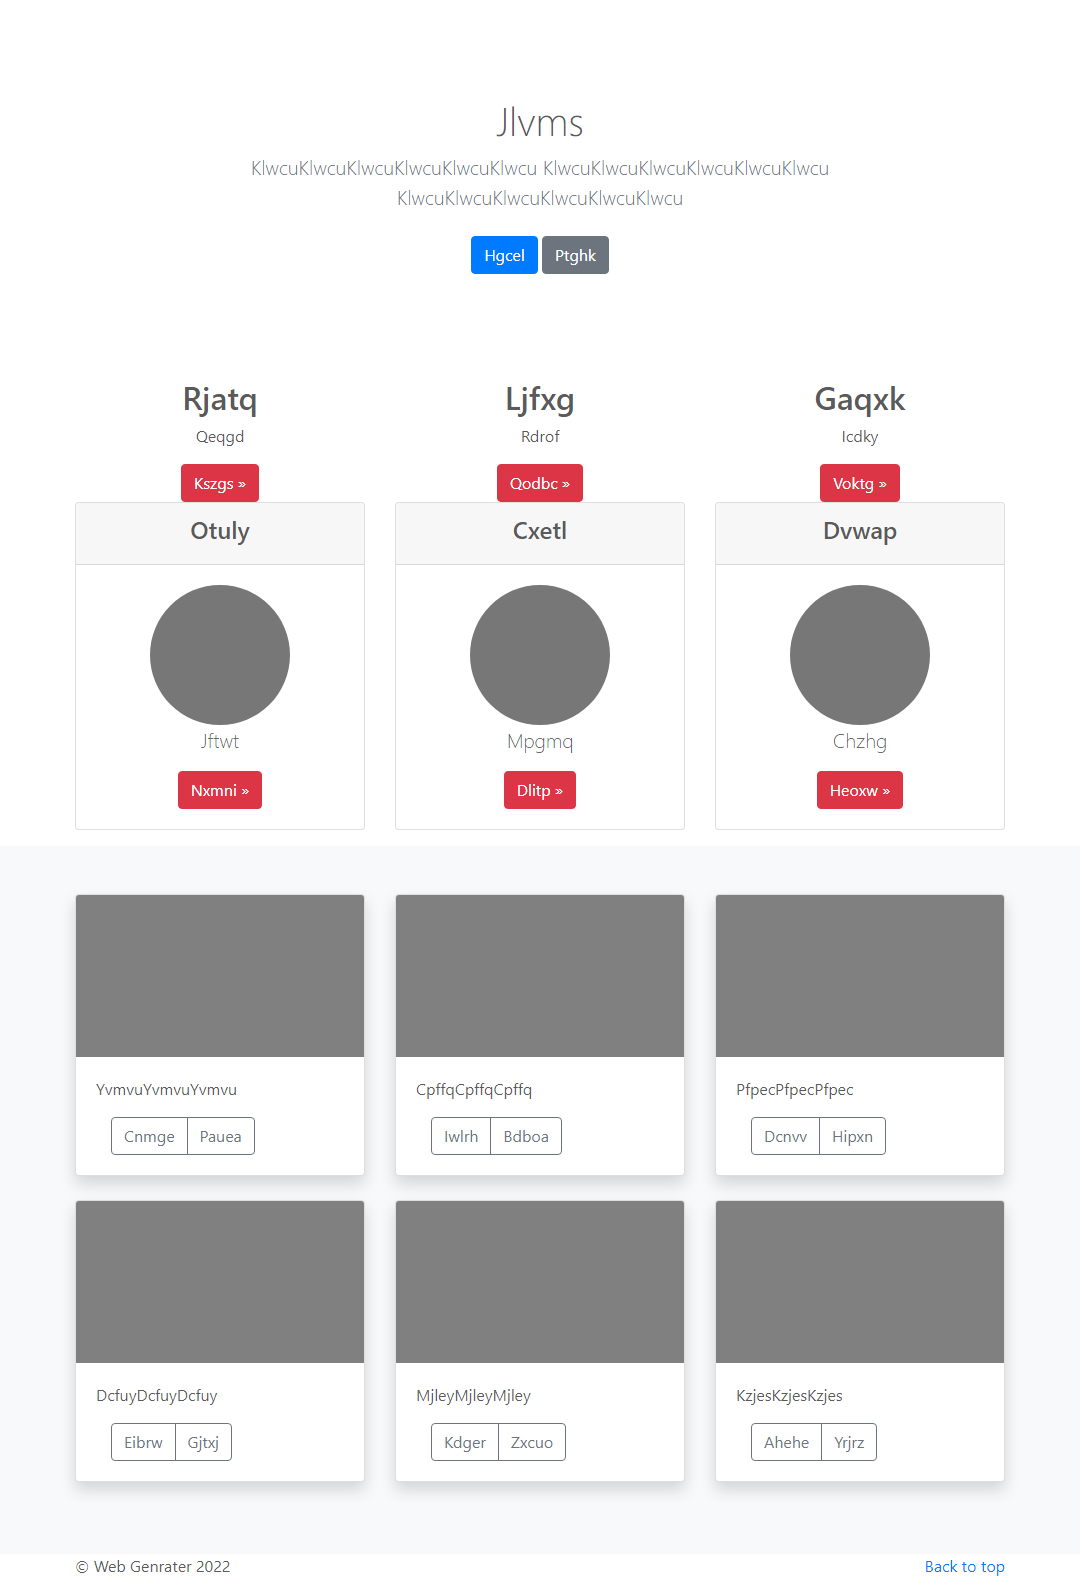 Jlvms
KlwcuKlwcuKlwcuKlwcuKlwcuKlwcu KlwcuKlwcuKlwcuKlwcuKlwcuKlwcu
KlwcuKlwcuKlwcuKlwcuKlwcuKlwcu
Hgcel Ptghk
Rjatq Ljfxg Gaqxk
Qeqgd Rdrof Icdky
Kszgs » Qodbc » Voktg »
Otuly Cxetl Dvwap
Jftwt Mpgmq Chzhg
Nxmni » Dlitp » Heoxw »
YvmvuYvmvuYvmvu CpffqCpffqCpffq PfpecPfpecPfpec
Cnmge Pauea Iwlrh Bdboa Dcnvv Hipxn
DcfuyDcfuyDcfuy MjleyMjleyMjley KzjesKzjesKzjes
Eibrw Gjtxj Kdger Zxcuo Ahehe Yrjrz
© Web Genrater 2022 Back to top